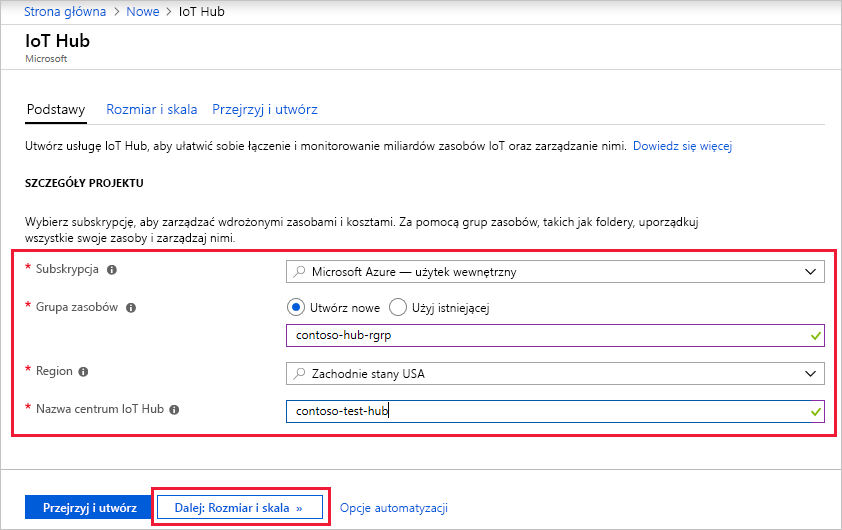 Strona główna > Nowe > IoT Hub
IoT Hub
Microsoft
Podstawy Rozmiar i skala Przejrzyj i utwórz
Utwórz usługę IoT Hub, aby ułatwić sobie łączenie i monitorowanie miliardów zasobów IoT oraz zarządzanie nimi. Dowiedz się więcej
SZCZEGÓŁY PROJEKTU
Wybierz subskrypcję, aby zarządzać wdrożonymi zasobami i kosztami. Za pomocą grup zasobów, takich jak foldery, uporządkuj
wszystkie swoje zasoby i zarządzaj nimi.
* Subskrypcja Microsoft Azure — użytek wewnętrzny
* Grupa zasobów Utwórz nowe Użyj istniejącej
contoso-hub-rgrp
* Region Zachodnie stany USA
* Nazwa centrum IoT Hub contoso-test-hub
Przejrzyj i utwórz Dalej: Rozmiar i skala » Opcje automatyzacji